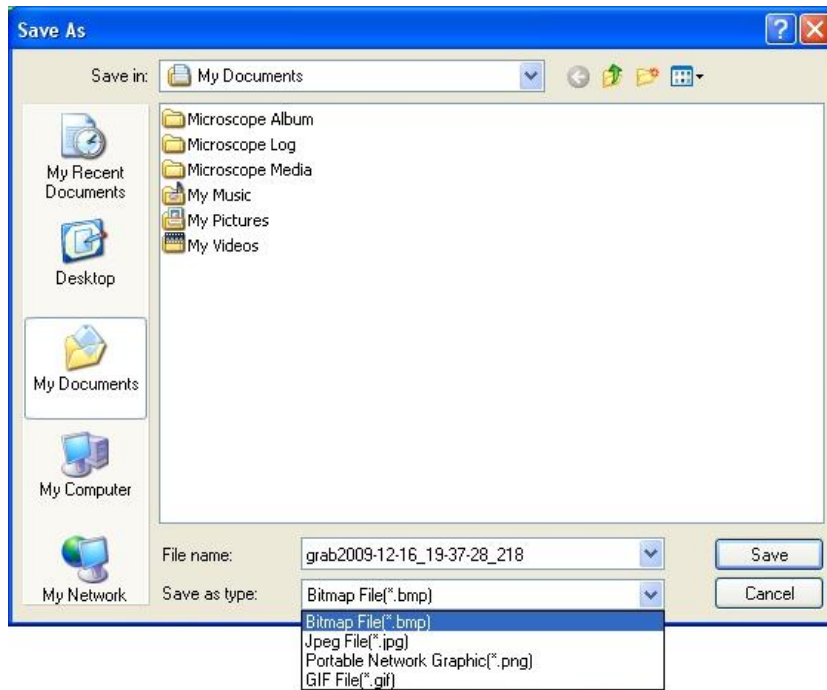 Save As
Save in:
My Documents
My Recent
Documents
Desktop
My Documents
My Computer
My Network
Microscope Album
Microscope Log
Microscope Media
My Music
My Pictures
My Videos
File name:
grab2009-12-16_19-37-28_218
Save
Save as type:
Bitmap File(*.bmp)
Cancel
Bitmap File(*.bmp)
Jpeg File(*.jpg)
Portable Network Graphic(*.png)
GIF File(*.gif)